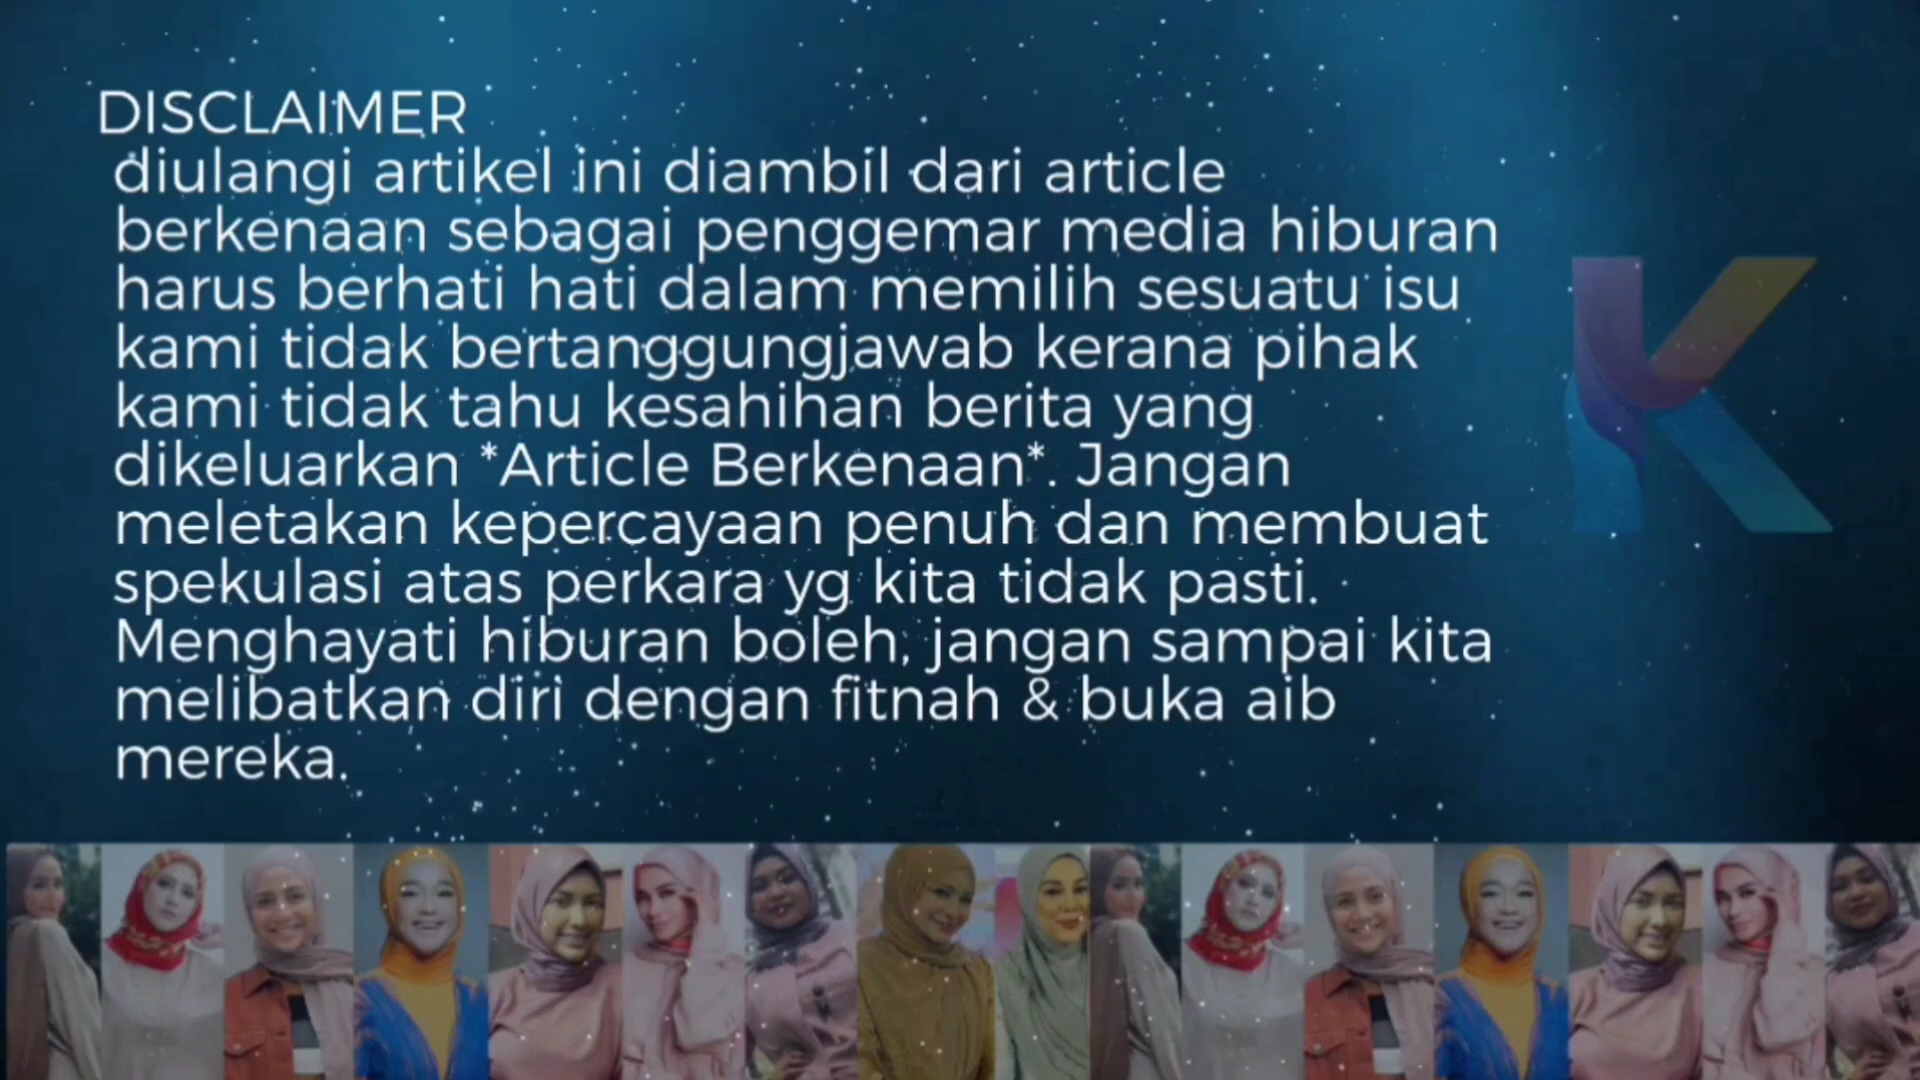 DISCLAIMER
diulangi artikel ini diambil dari article
berkenaan sebagai penggemar media hiburan
harus berhati hati dalam memilih sesuatu isu
kami tidak bertanggungjawab kerana pihak
kami tidak tahu kesahihan berita yang
dikeluarkan *Article Berkenaan*. Jangan
meletakan kepercayaan penuh dan membuat
spekulasi atas perkara yg kita tidak pasti.
Menghayati hiburan boleh, jangan sampai kita
melibatkan diri dengan fitnah & buka aib
mereka.
K